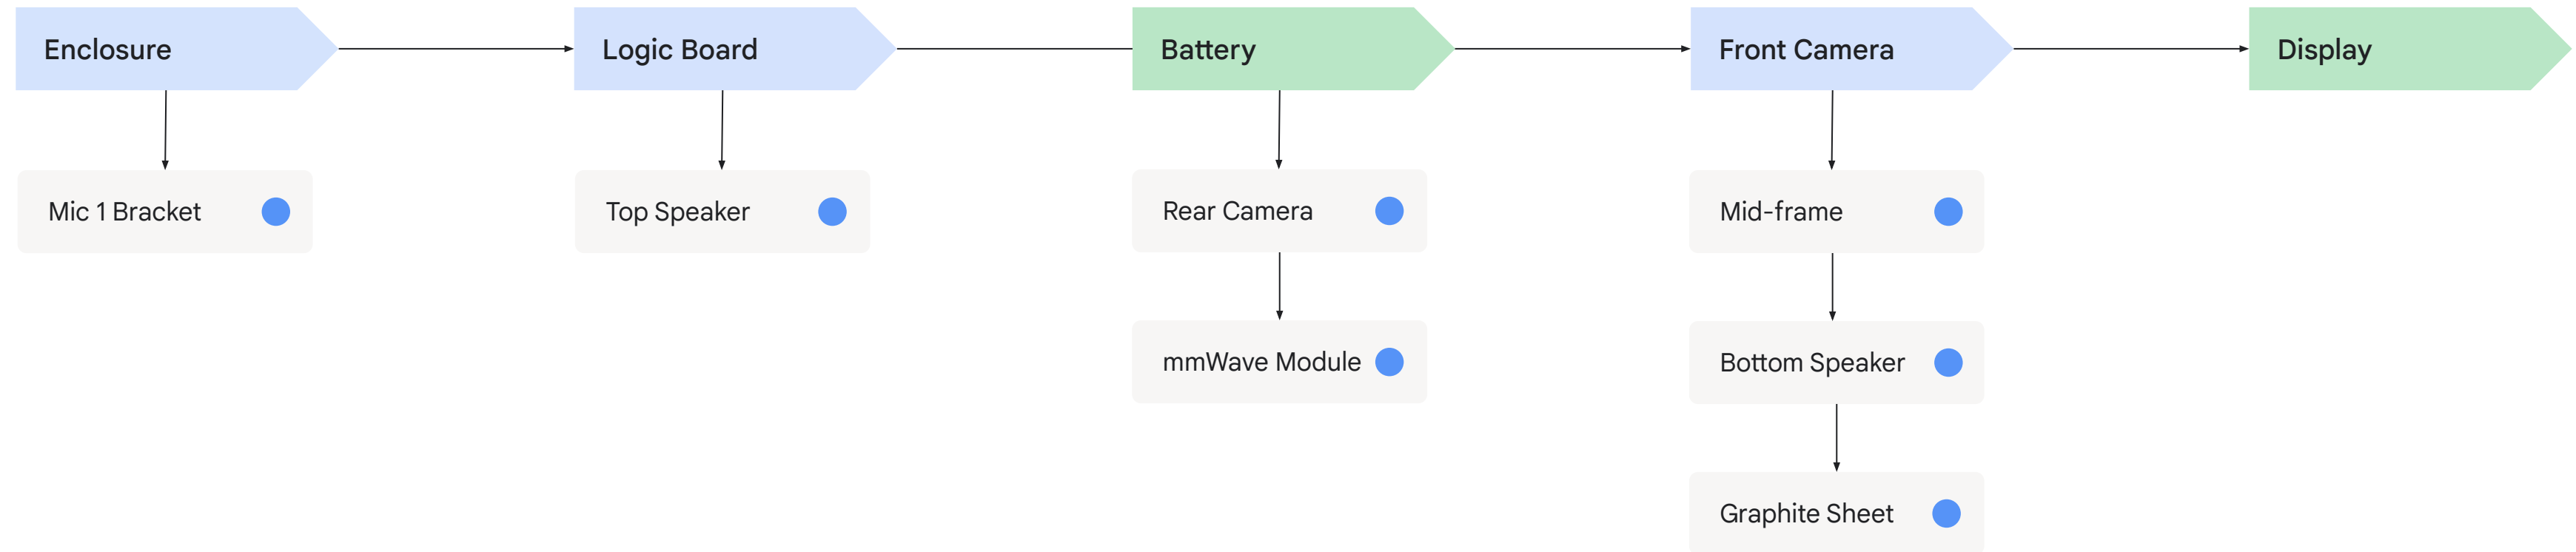 Enclosure
Logic Board
Battery
Front Camera
Display
Mic 1 Bracket
Top Speaker
Rear Camera
Mid-frame
mmWave Module
Bottom Speaker
Graphite Sheet